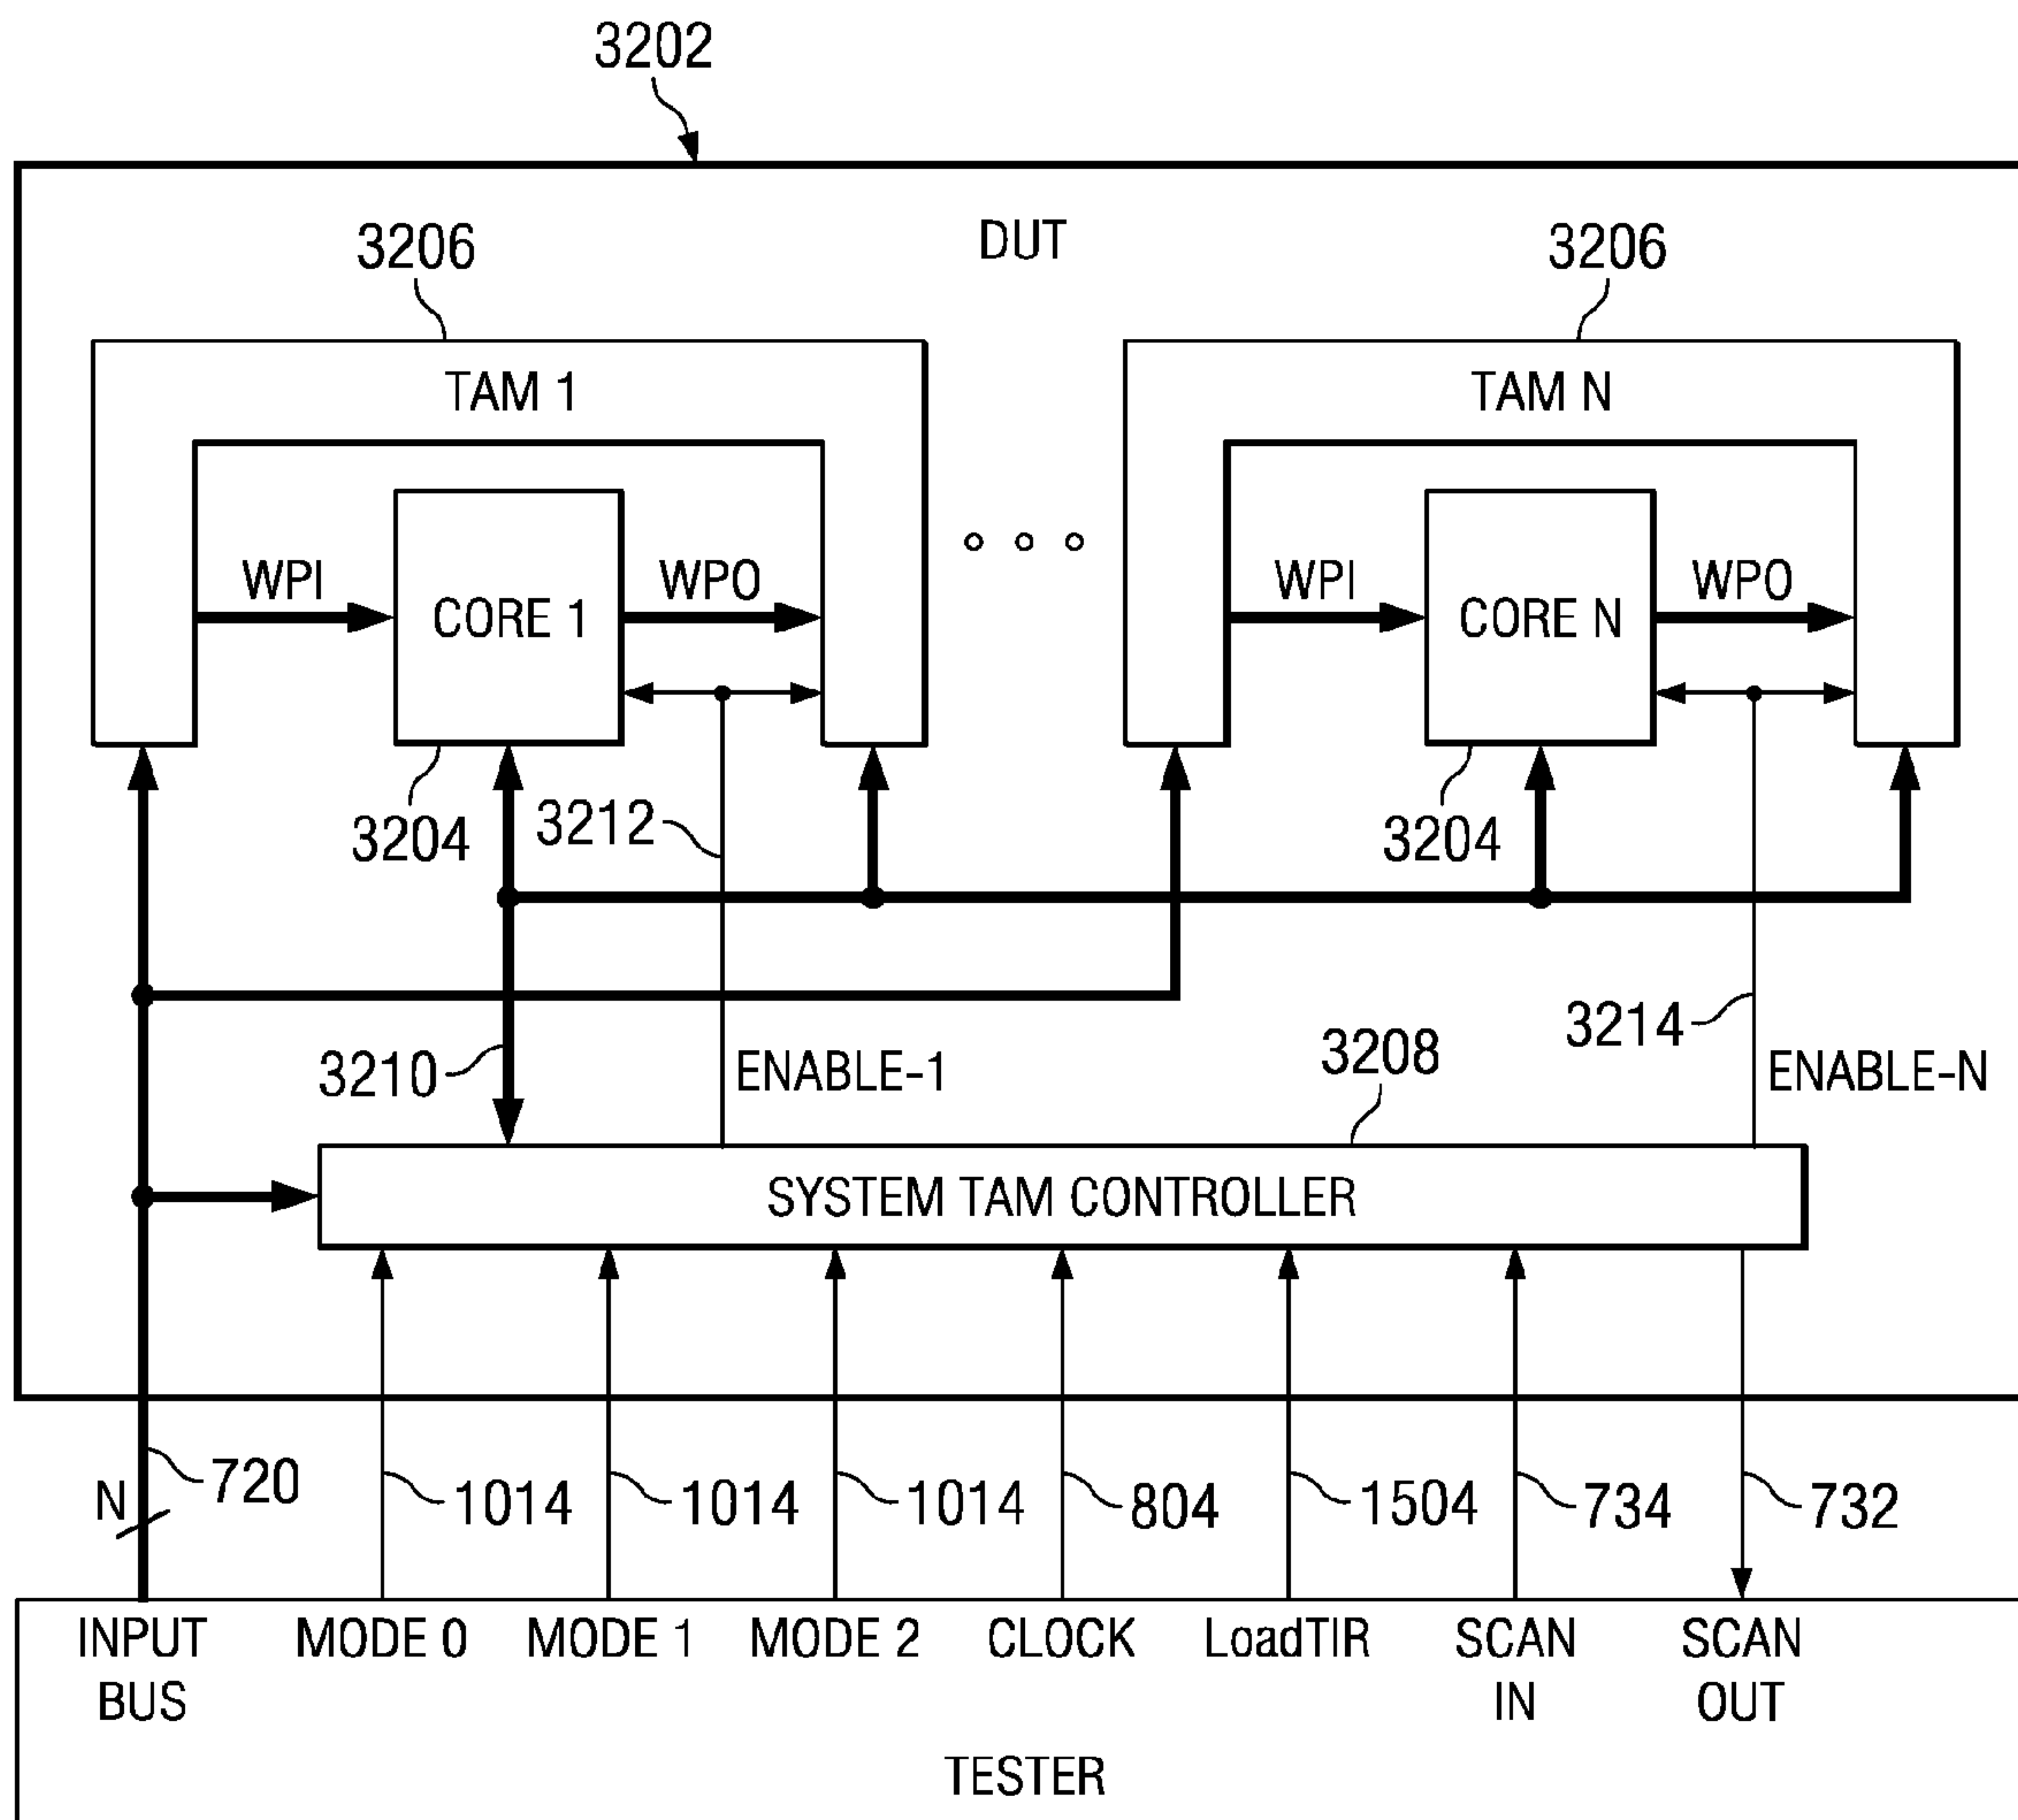 3202
DUT
3206
3206
TAM 1
TAM N
WPI
CORE 1
WPO
WPI
CORE N
WPO
3204
3212
3204
3210
ENABLE-1
3208
3214
ENABLE-N
SYSTEM TAM CONTROLLER
N
720
1014
1014
1014
804
1504
734
732
INPUT
BUS
MODE 0
MODE 1
MODE 2
CLOCK
LoadTIR
SCAN
IN
SCAN
OUT
TESTER